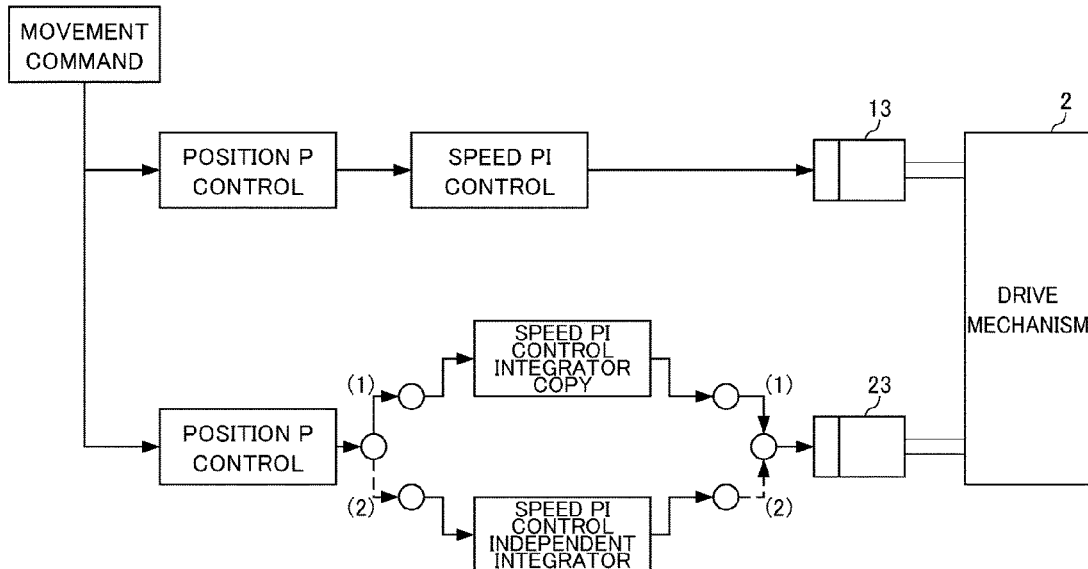 MOVEMENT
COMMAND
POSITION P
CONTROL
SPEED PI
CONTROL
13
2
DRIVE
MECHANISM
POSITION P
CONTROL
(1)
(2)
SPEED PI
CONTROL
INTEGRATOR
COPY
SPEED PI
CONTROL
INDEPENDENT
INTEGRATOR
(1)
(2)
23